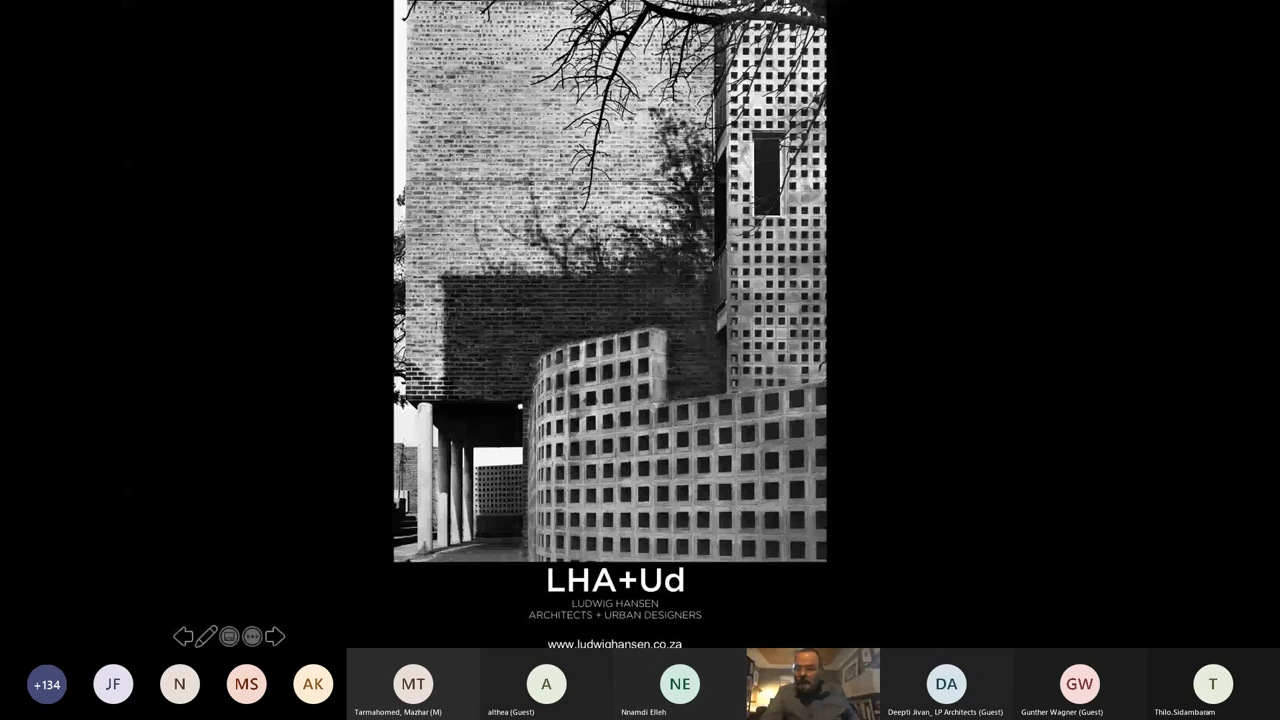 LHA+Ud
LUDWIG HANSEN
ARCHITECTS + URBAN DESIGNERS
www.ludwighansen.co.za
+134
JF
N
MS
AK
MT
A
NE
DA
GW
T
Tarmahomed, Mazhar (M)
althea (Guest)
Nnamdi Elleh
Deepti Jivan_ LP Architects (Guest)
Gunther Wagner (Guest)
Thilo.Sidambaram